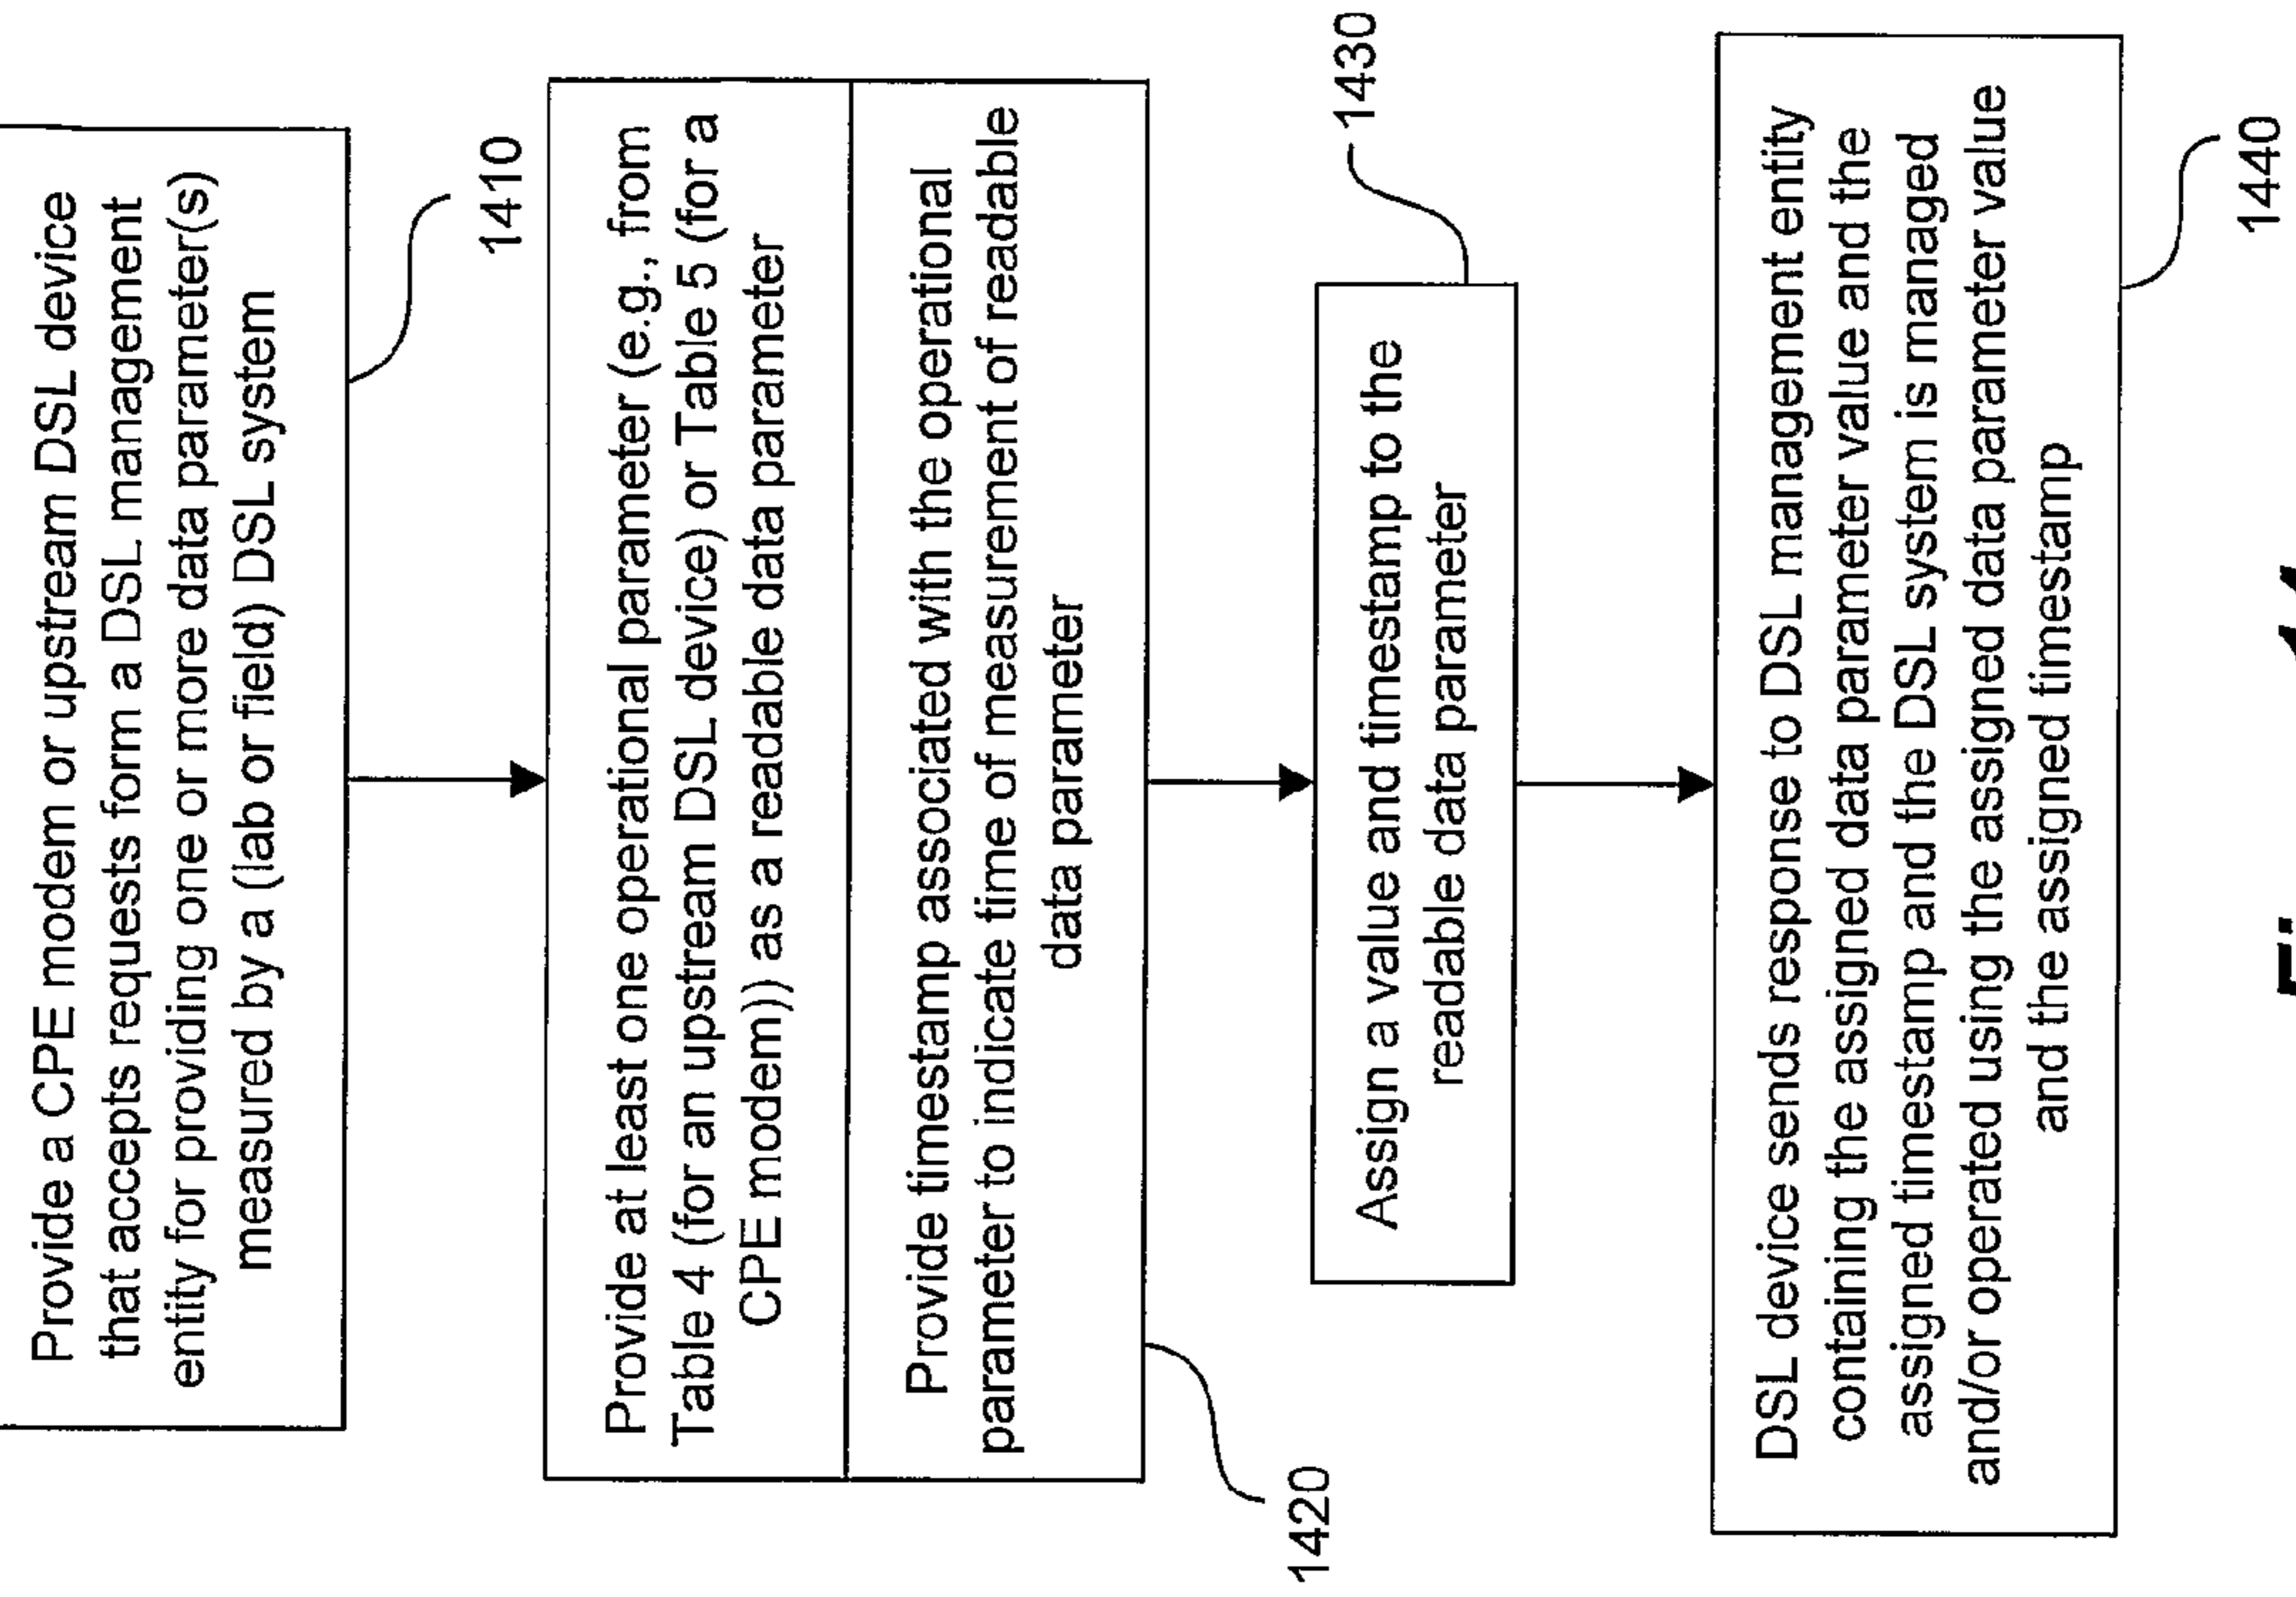 Provide a CPE modem or upstream DSL device
that accepts requests form a DSL management
entity for providing one or more data parameter(s)
measured by a (lab or field) DSL system
1410
Provide at least one operational parameter (e.g., from
Table 4 (for an upstream DSL device) or Table 5 (for a
CPE modem)) as a readable data parameter
Provide timestamp associated with the operational
parameter to indicate time of measurement of readable
data parameter
1420
Assign a value and timestamp to the
readable data parameter
1430
DSL device sends response to DSL management entity
containing the assigned data parameter value and the
assigned timestamp and the DSL system is managed
and/or operated using the assigned data parameter value
and the assigned timestamp
1440